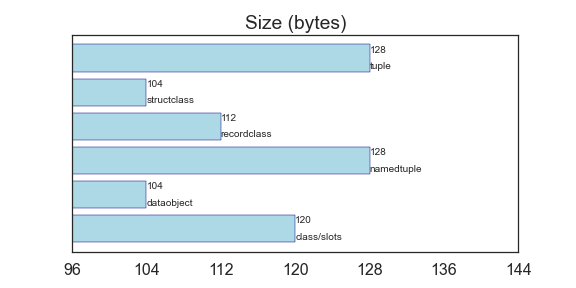 Size (bytes)
128
tuple
104
structclass
112
recordclass
128
namedtuple
104
dataobject
120
class/slots
96 104 112 120 128 136 144